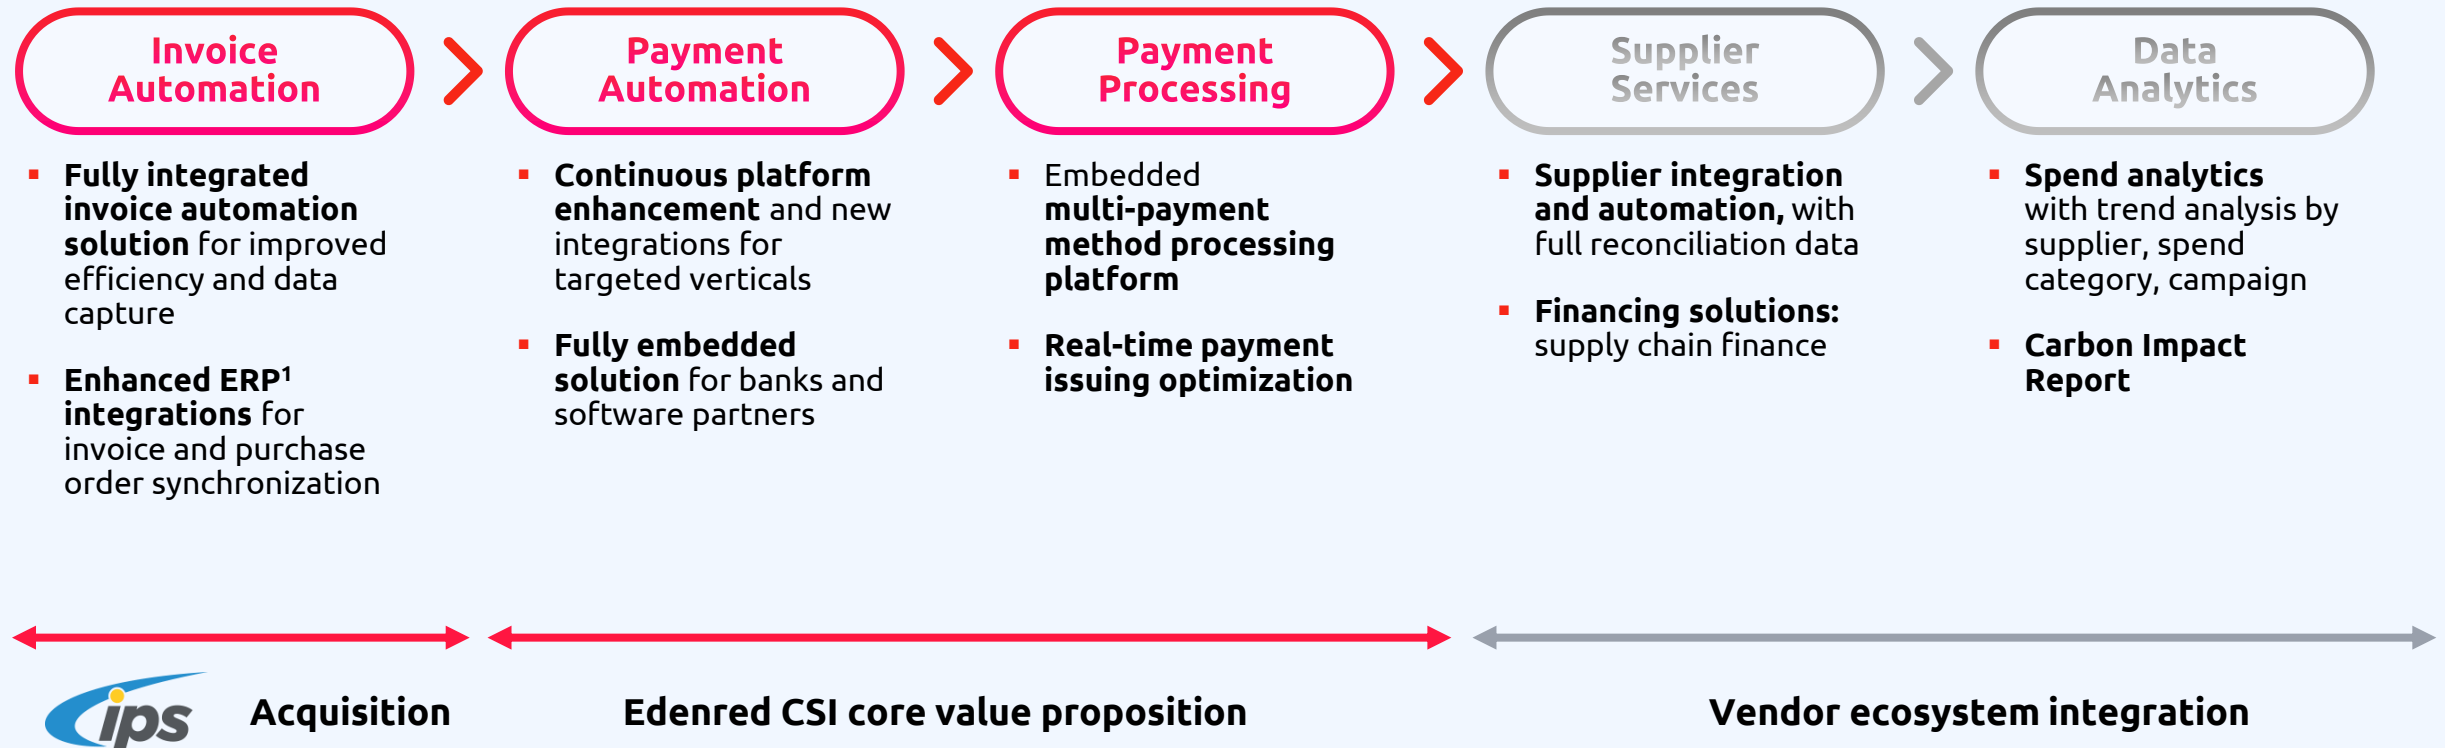 Invoice
Automation
Payment
Automation
Payment
Processing
Supplier
Services
Data
Analytics
▪ Fully integrated
invoice automation
solution for improved
efficiency and data
capture
▪ Enhanced ERP¹
integrations for
invoice and purchase
order synchronization
▪ Continuous platform
enhancement and new
integrations for
targeted verticals
▪ Fully embedded
solution for banks and
software partners
▪ Embedded
multi-payment
method processing
platform
▪ Real-time payment
issuing optimization
▪ Supplier integration
and automation, with
full reconciliation data
▪ Financing solutions:
supply chain finance
▪ Spend analytics
with trend analysis by
supplier, spend
category, campaign
▪ Carbon Impact
Report
ips
Acquisition
Edenred CSI core value proposition
Vendor ecosystem integration